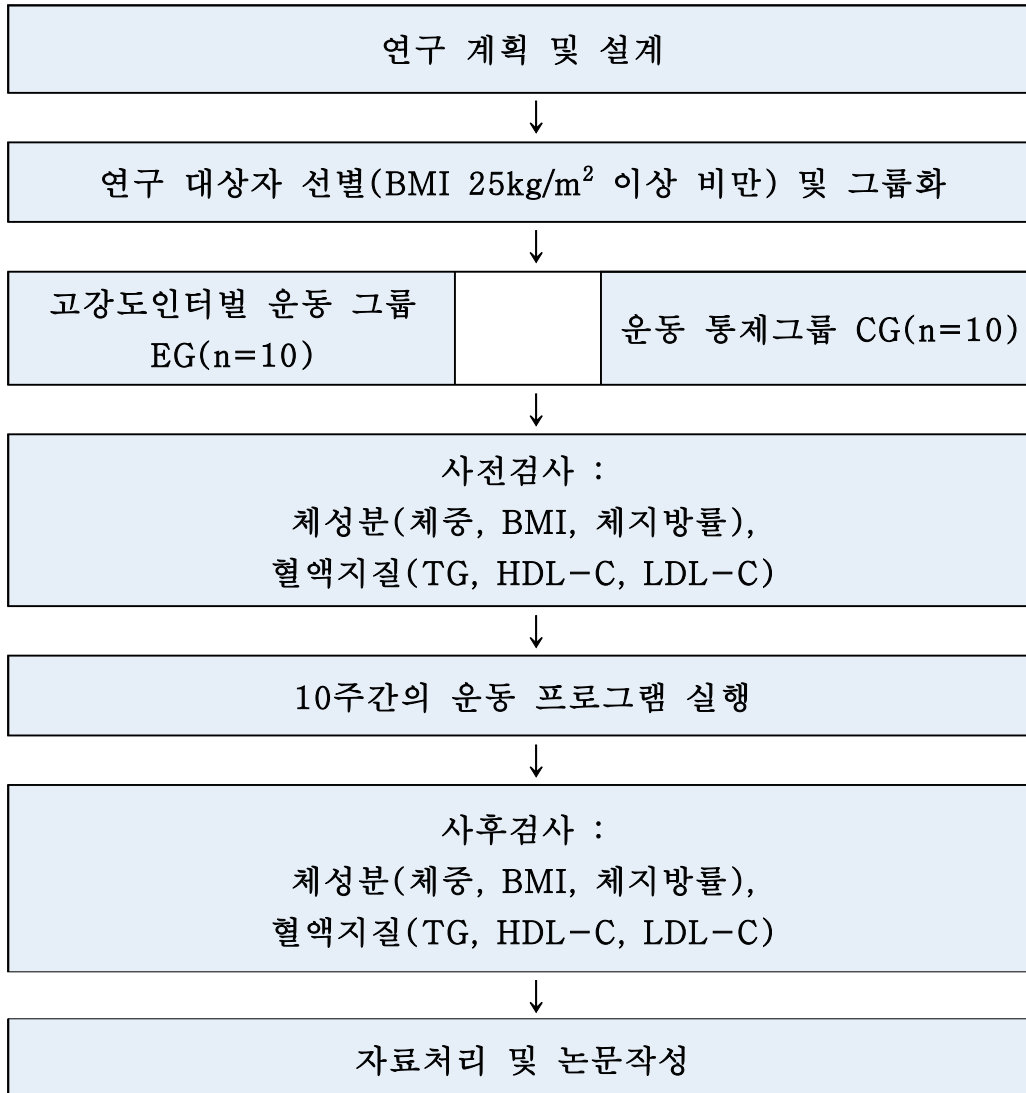 연구 계획 및 설계
연구 대상자 선별(BMI 25kg/m² 이상 비만) 및 그룹화
고강도인터벌 운동 그룹
EG(n=10)
운동 통제그룹 CG(n=10)
사전검사 :
체성분(체중, BMI, 체지방률),
혈액지질(TG, HDL-C, LDL-C)
10주간의 운동 프로그램 실행
사후검사 :
체성분(체중, BMI, 체지방률),
혈액지질(TG, HDL-C, LDL-C)
자료처리 및 논문작성